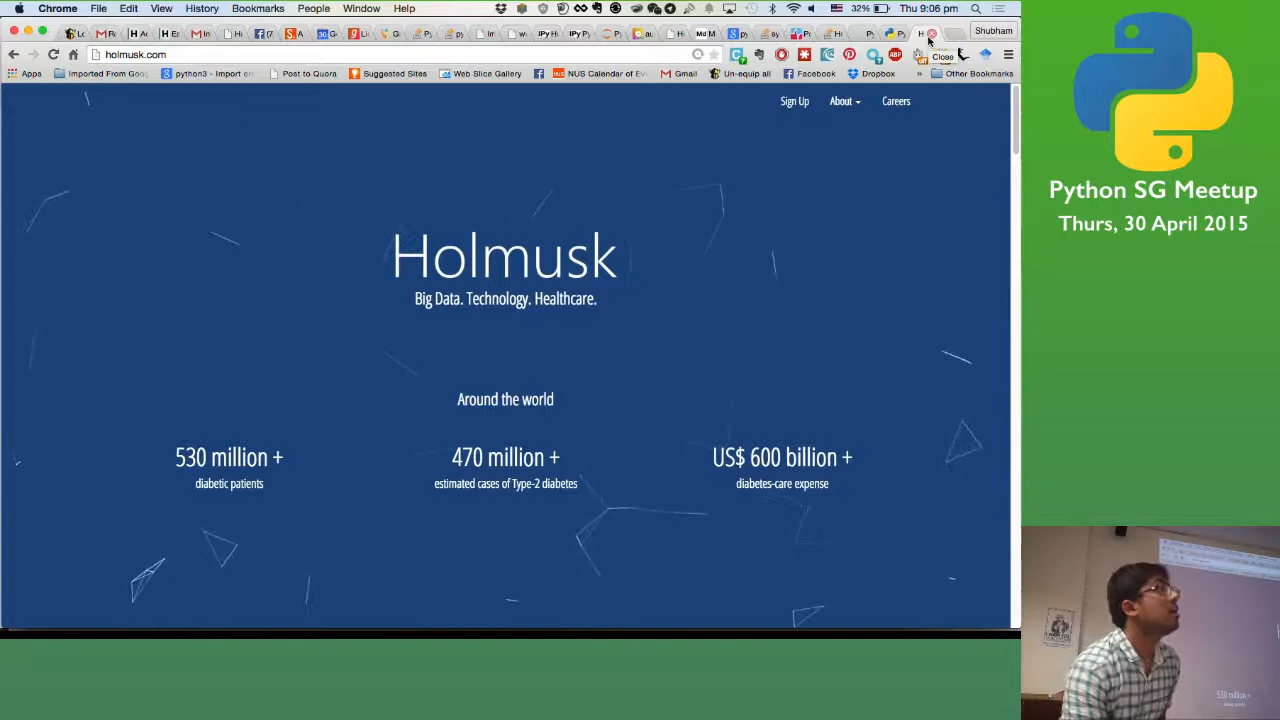 Chrome File Edit View History Bookmarks People Window Help 32% Thu 9:06 pm
Shubham
holmusk.com
Close
Apps Imported From Goo python3 - Import er Post to Quora Suggested Sites Web Slice Gallery NUS Calendar of Ev Gmail Un-equip all Facebook Dropbox » Other Bookmarks
Sign Up About Careers
Holmusk
Big Data. Technology. Healthcare.
Around the world
530 million + 470 million + US$ 600 billion +
diabetic patients estimated cases of Type-2 diabetes diabetes-care expense
Python SG Meetup
Thurs, 30 April 2015
530 million +